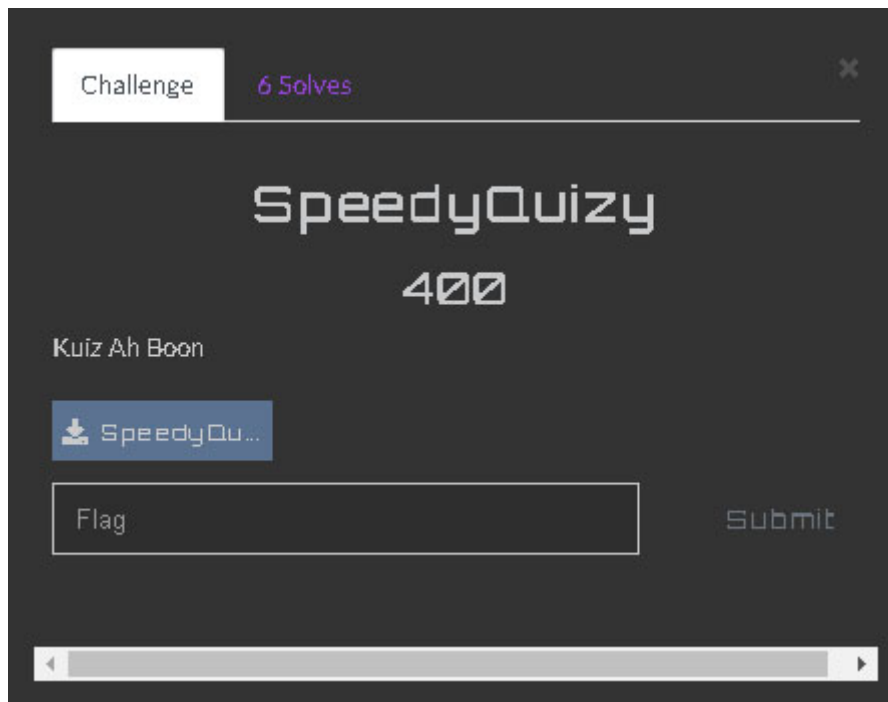 Challenge
6 Solves
×
SpeedyQuizy
400
Kuiz Ah Boon
SpeedyQu...
Flag
Submit